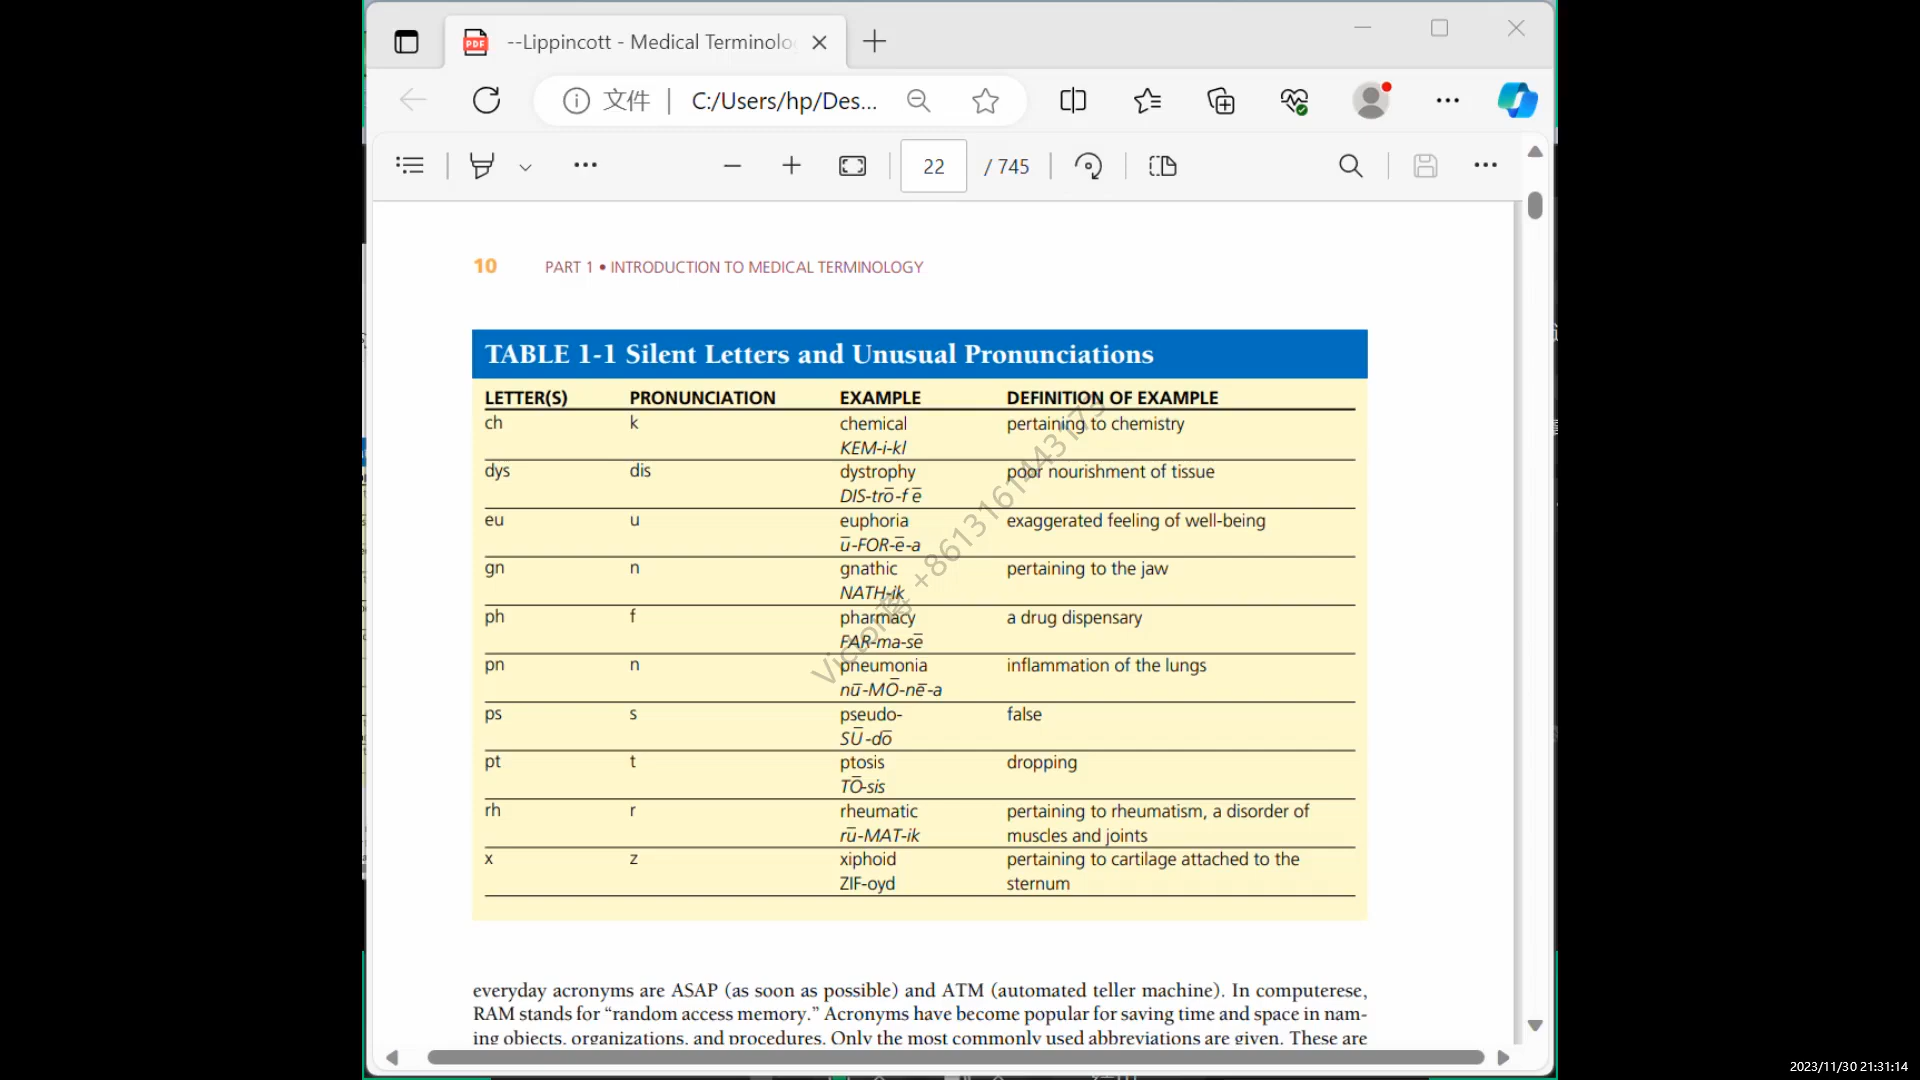 --Lippincott - Medical Terminolo
文件 | C:/Users/hp/Des...
22 / 745
10 PART 1 • INTRODUCTION TO MEDICAL TERMINOLOGY
TABLE 1-1 Silent Letters and Unusual Pronunciations
LETTER(S) PRONUNCIATION EXAMPLE DEFINITION OF EXAMPLE
ch k chemical pertaining to chemistry
KEM-i-kl
dys dis dystrophy poor nourishment of tissue
DIS-trō-fē
eu u euphoria exaggerated feeling of well-being
ū-FOR-ē-a
gn n gnathic pertaining to the jaw
NATH-ik
ph f pharmacy a drug dispensary
FAR-ma-sē
pn n pneumonia inflammation of the lungs
nū-MŌ-nē-a
ps s pseudo- false
SŪ-dō
pt t ptosis dropping
TŌ-sis
rh r rheumatic pertaining to rheumatism, a disorder of
rū-MAT-ik muscles and joints
x z xiphoid pertaining to cartilage attached to the
ZIF-oyd sternum
everyday acronyms are ASAP (as soon as possible) and ATM (automated teller machine). In computerese,
RAM stands for “random access memory.” Acronyms have become popular for saving time and space in nam-
ing objects, organizations, and procedures. Only the most commonly used abbreviations are given. These are
2023/11/30 21:31:14